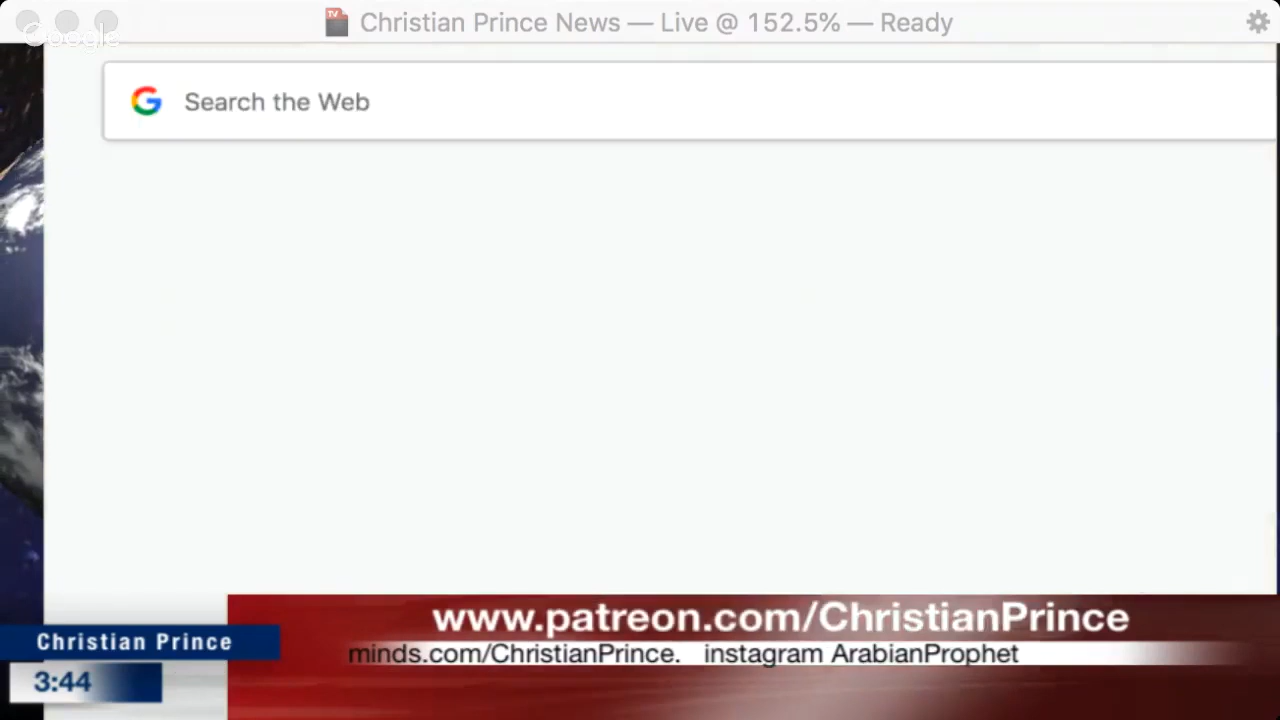 Christian Prince News — Live @ 152.5% — Ready
Google
Search the Web
www.patreon.com/ChristianPrince
Christian Prince
minds.com/ChristianPrince. instagram ArabianProphet
3:44